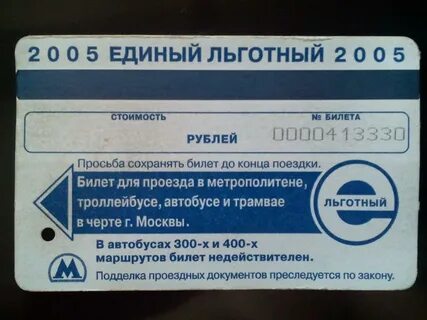 2005 ЕДИНЫЙ ЛЬГОТНЫЙ 2005
СТОИМОСТЬ № БИЛЕТА
РУБЛЕЙ 0000413330
Просьба сохранять билет до конца поездки.
Билет для проезда в метрополитене,
троллейбусе, автобусе и трамвае
в черте г. Москвы.
ЛЬГОТНЫЙ
В автобусах 300-х и 400-х
маршрутов билет недействителен.
М Подделка проездных документов преследуется по закону.